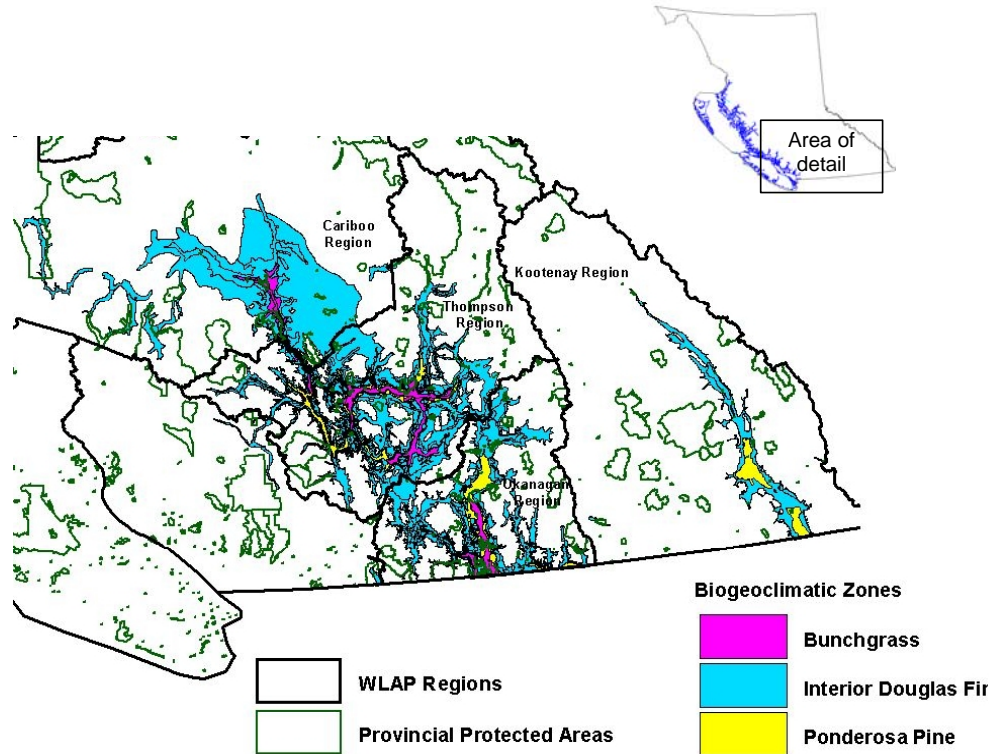 Area of
detail
Cariboo
Region
Kootenay Region
Thompson
Region
Okanagan
Region
Biogeoclimatic Zones
Bunchgrass
WLAP Regions
Interior Douglas Fir
Provincial Protected Areas
Ponderosa Pine